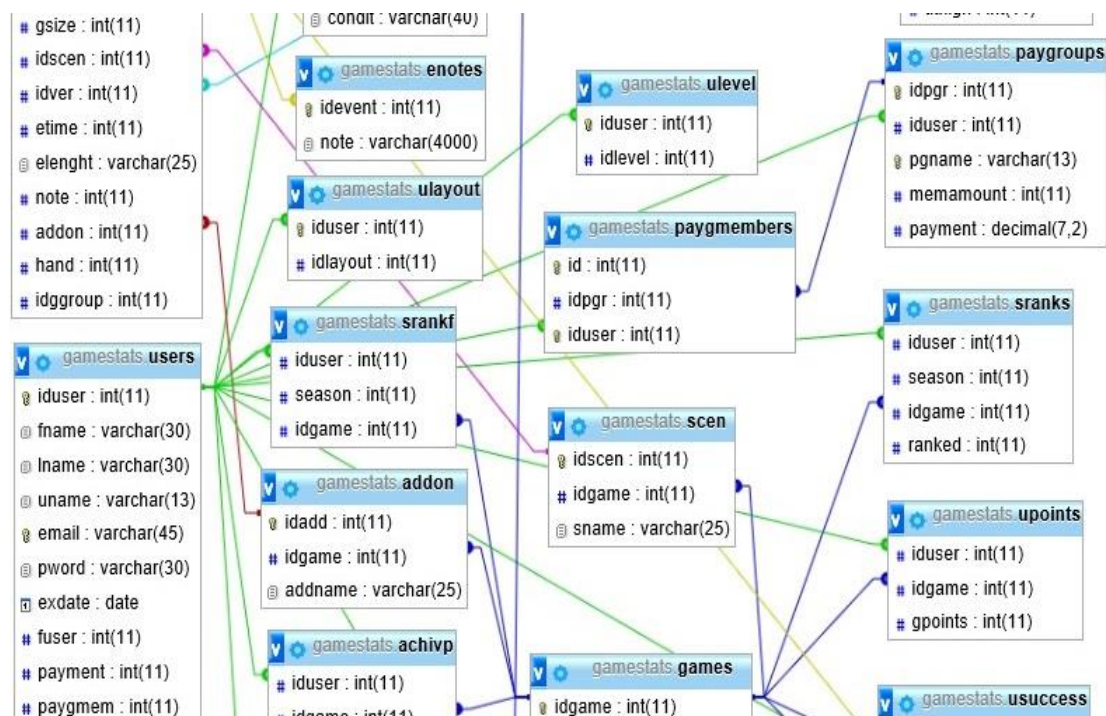 gsize : int(11)
idscen : int(11)
idver : int(11)
etime : int(11)
elenght : varchar(25)
note : int(11)
addon : int(11)
hand : int(11)
idggroup : int(11)
gamestats.users
iduser : int(11)
fname : varchar(30)
lname : varchar(30)
uname : varchar(13)
email : varchar(45)
pword : varchar(30)
exdate : date
fuser : int(11)
payment : int(11)
paygmem : int(11)
condit : varchar(40)
gamestats.enotes
idevent : int(11)
note : varchar(4000)
gamestats.ulayout
iduser : int(11)
idlayout : int(11)
gamestats.srankf
iduser : int(11)
season : int(11)
idgame : int(11)
gamestats.addon
idadd : int(11)
idgame : int(11)
addname : varchar(25)
gamestats.achivp
iduser : int(11)
idgame : int(11)
gamestats.ulevel
iduser : int(11)
idlevel : int(11)
gamestats.paygmembers
id : int(11)
idpgr : int(11)
iduser : int(11)
gamestats.scen
idscen : int(11)
idgame : int(11)
sname : varchar(25)
gamestats.games
idgame : int(11)
gamestats.paygroups
idpgr : int(11)
iduser : int(11)
pgname : varchar(13)
memamount : int(11)
payment : decimal(7,2)
gamestats.sranks
iduser : int(11)
season : int(11)
idgame : int(11)
ranked : int(11)
gamestats.upoints
iduser : int(11)
idgame : int(11)
gpoints : int(11)
gamestats.usuccess